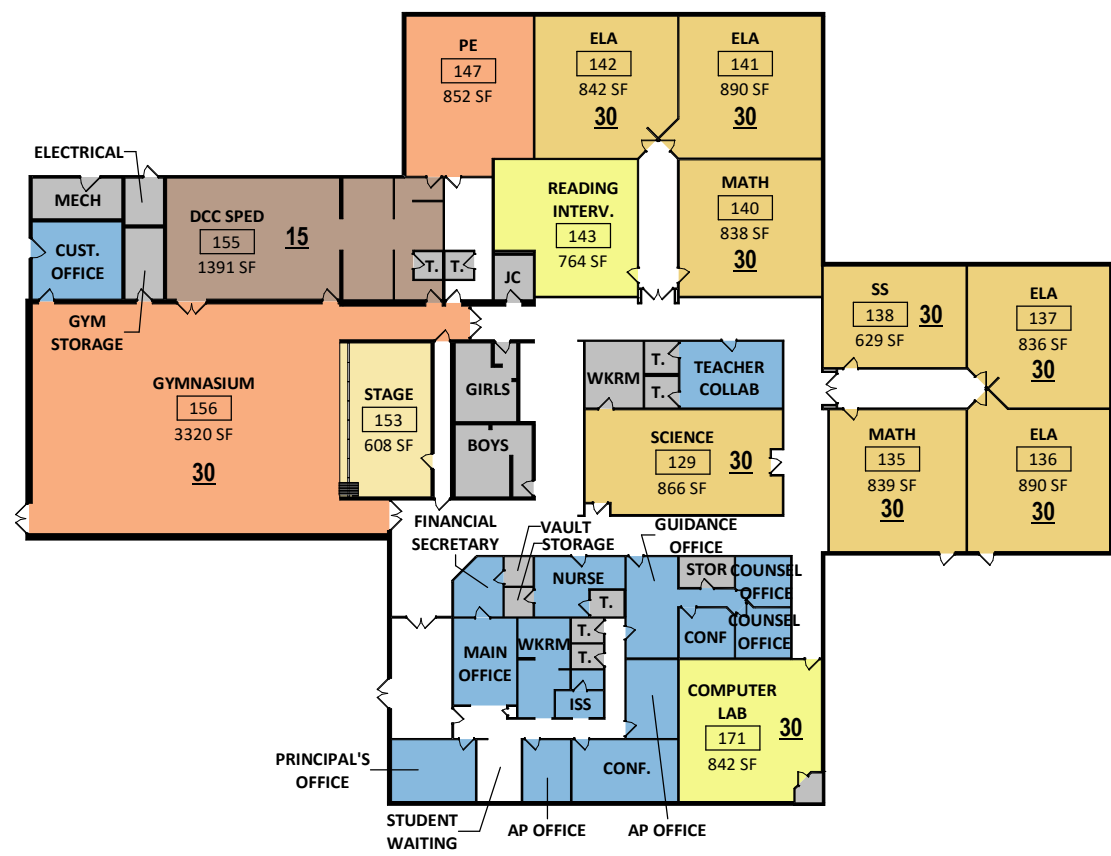 PE
147
852 SF
ELA
142
842 SF
30
ELA
141
890 SF
30
ELECTRICAL
MECH
CUST.
OFFICE
DCC SPED
155
1391 SF
15
T.
T.
JC
READING
INTERV.
143
764 SF
MATH
140
838 SF
30
GYM
STORAGE
GYMNASIUM
156
3320 SF
30
STAGE
153
608 SF
GIRLS
BOYS
WKRM
T.
T.
TEACHER
COLLAB
SCIENCE
129
866 SF
30
SS
138
629 SF
30
ELA
137
836 SF
30
MATH
135
839 SF
30
ELA
136
890 SF
30
FINANCIAL
SECRETARY
VAULT
STORAGE
GUIDANCE
OFFICE
NURSE
T.
STOR
COUNSEL
OFFICE
COUNSEL
OFFICE
CONF
MAIN
OFFICE
WKRM
T.
T.
ISS
COMPUTER
LAB
171
842 SF
30
PRINCIPAL'S
OFFICE
CONF.
STUDENT
WAITING
AP OFFICE
AP OFFICE